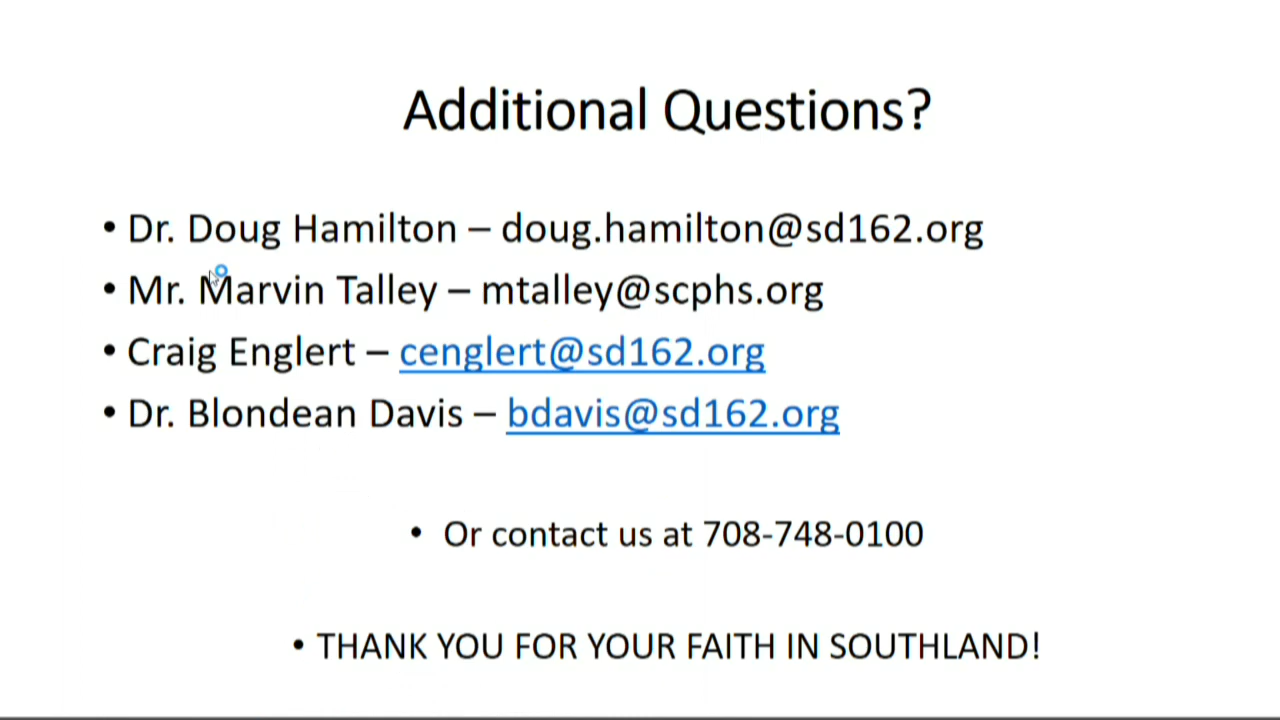 Additional Questions?
• Dr. Doug Hamilton – doug.hamilton@sd162.org
• Mr. Marvin Talley – mtalley@scphs.org
• Craig Englert – cenglert@sd162.org
• Dr. Blondean Davis – bdavis@sd162.org
• Or contact us at 708-748-0100
• THANK YOU FOR YOUR FAITH IN SOUTHLAND!